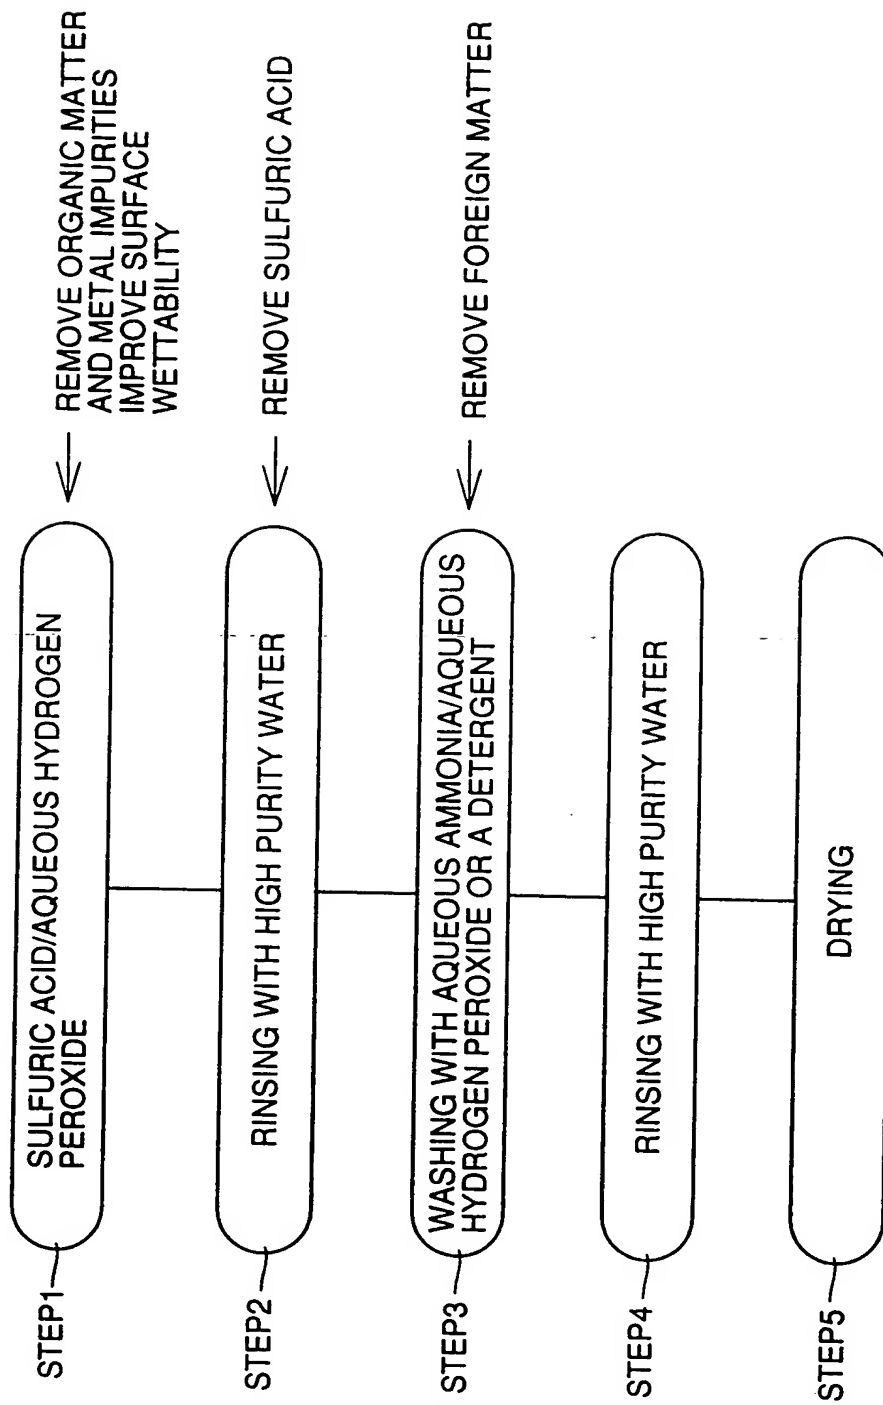 STEP1
SULFURIC ACID/AQUEOUS HYDROGEN
PEROXIDE
REMOVE ORGANIC MATTER
AND METAL IMPURITIES
IMPROVE SURFACE
WETTABILITY
STEP2
RINSING WITH HIGH PURITY WATER
REMOVE SULFURIC ACID
STEP3
WASHING WITH AQUEOUS AMMONIA/AQUEOUS
HYDROGEN PEROXIDE OR A DETERGENT
REMOVE FOREIGN MATTER
STEP4
RINSING WITH HIGH PURITY WATER
STEP5
DRYING